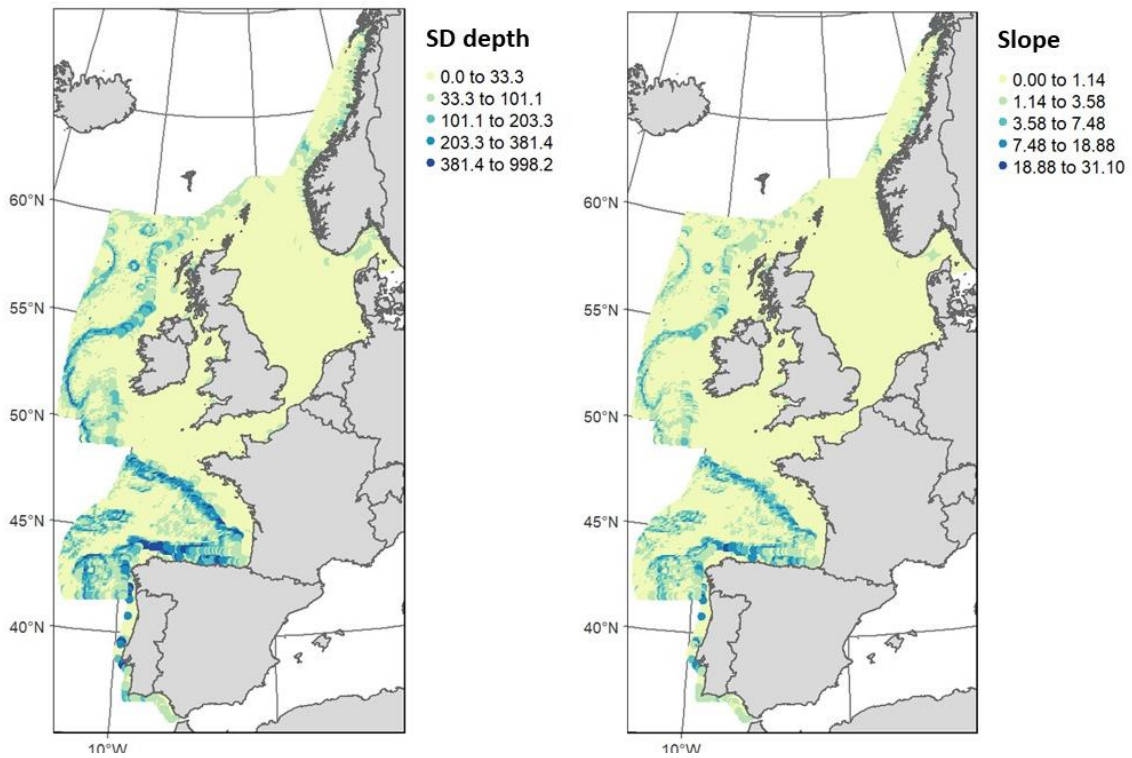 SD depth
0.0 to 33.3
33.3 to 101.1
101.1 to 203.3
203.3 to 381.4
381.4 to 998.2
60°N
55°N
50°N
45°N
40°N
10°W
Slope
0.00 to 1.14
1.14 to 3.58
3.58 to 7.48
7.48 to 18.88
18.88 to 31.10
60°N
55°N
50°N
45°N
40°N
10°W